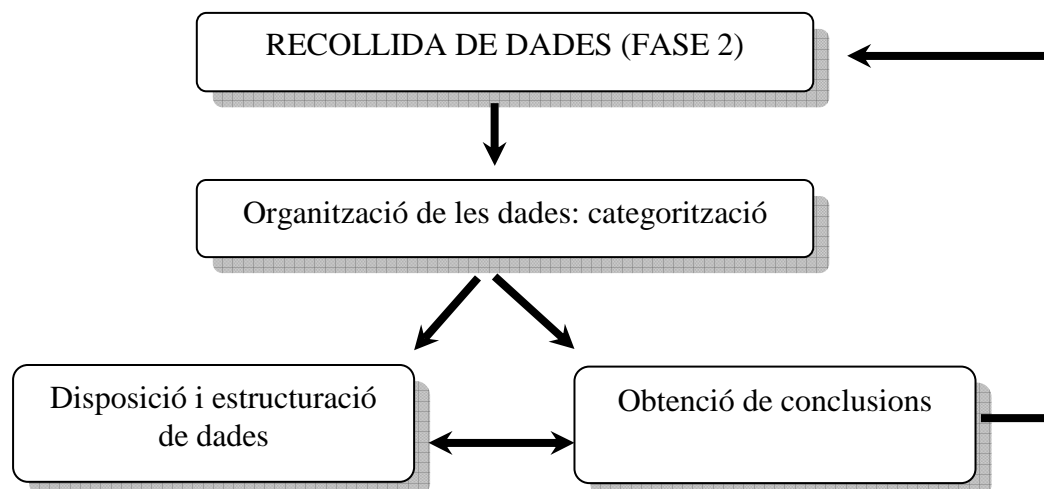 RECOLLIDA DE DADES (FASE 2)
Organització de les dades: categorització
Disposició i estructuració
de dades
Obtenció de conclusions